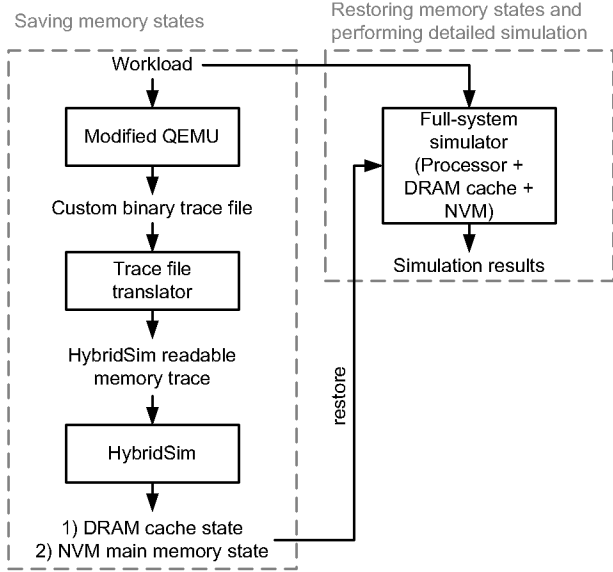 Saving memory states
Workload
Modified QEMU
Custom binary trace file
Trace file
translator
HybridSim readable
memory trace
HybridSim
1) DRAM cache state
2) NVM main memory state
restore
Restoring memory states and
performing detailed simulation
Full-system
simulator
(Processor +
DRAM cache +
NVM)
Simulation results